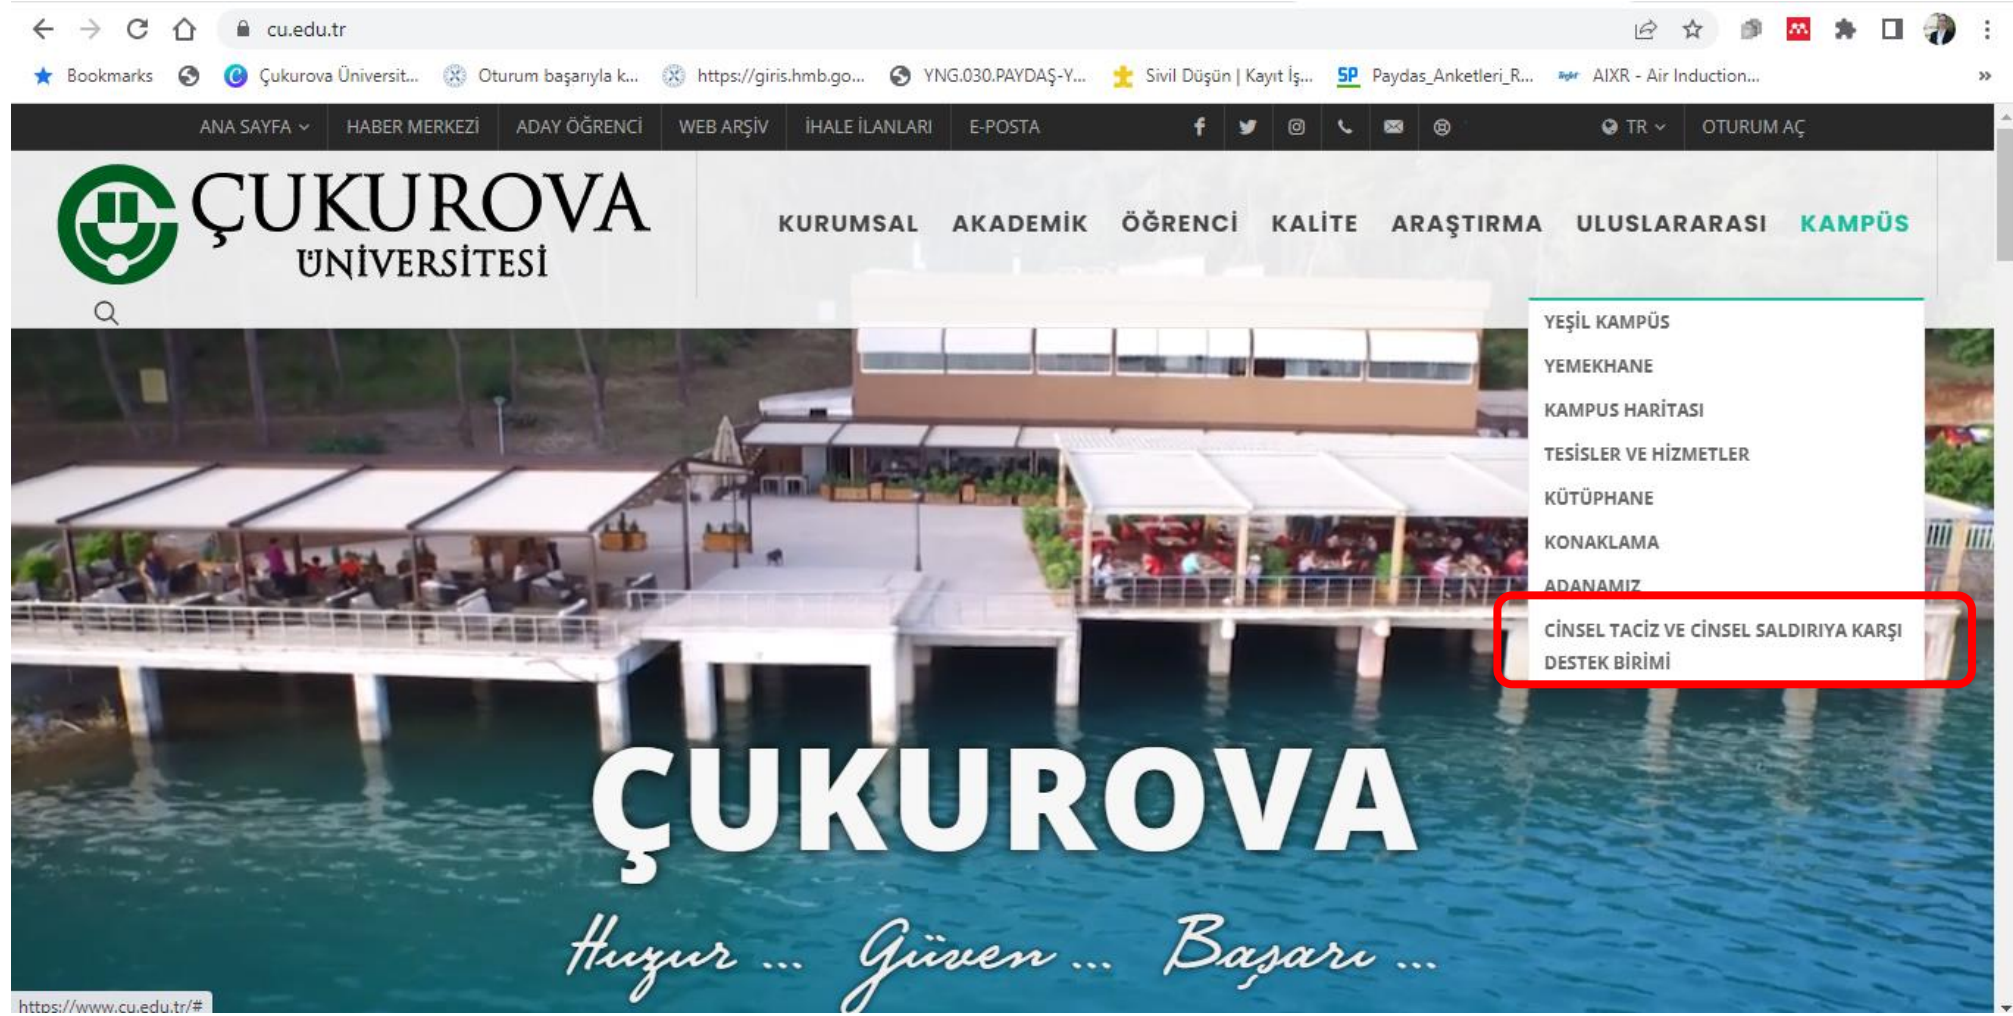 cu.edu.tr
Bookmarks
Çukurova Üniversit...
Oturum başarıyla k...
https://giris.hmb.go...
YNG.030.PAYDAŞ-Y...
Sivil Düşün | Kayıt İş...
SP Paydas_Anketleri_R...
AIXR - Air Induction...
ANA SAYFA
HABER MERKEZİ
ADAY ÖĞRENCİ
WEB ARŞİV
İHALE İLANLARI
E-POSTA
TR
OTURUM AÇ
ÇUKUROVA
ÜNİVERSİTESİ
KURUMSAL
AKADEMİK
ÖĞRENCİ
KALİTE
ARAŞTIRMA
ULUSLARARASI
KAMPÜS
YEŞİL KAMPÜS
YEMEKHANE
KAMPUS HARİTASI
TESİSLER VE HİZMETLER
KÜTÜPHANE
KONAKLAMA
ADANAMIZ
CİNSEL TACİZ VE CİNSEL SALDIRIYA KARŞI
DESTEK BİRİMİ
ÇUKUROVA
Huzur ... Güven ... Başarı ...
https://www.cu.edu.tr/#